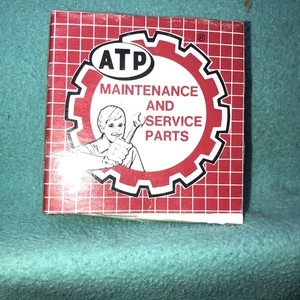 ATP
®
MAINTENANCE
AND
SERVICE
PARTS